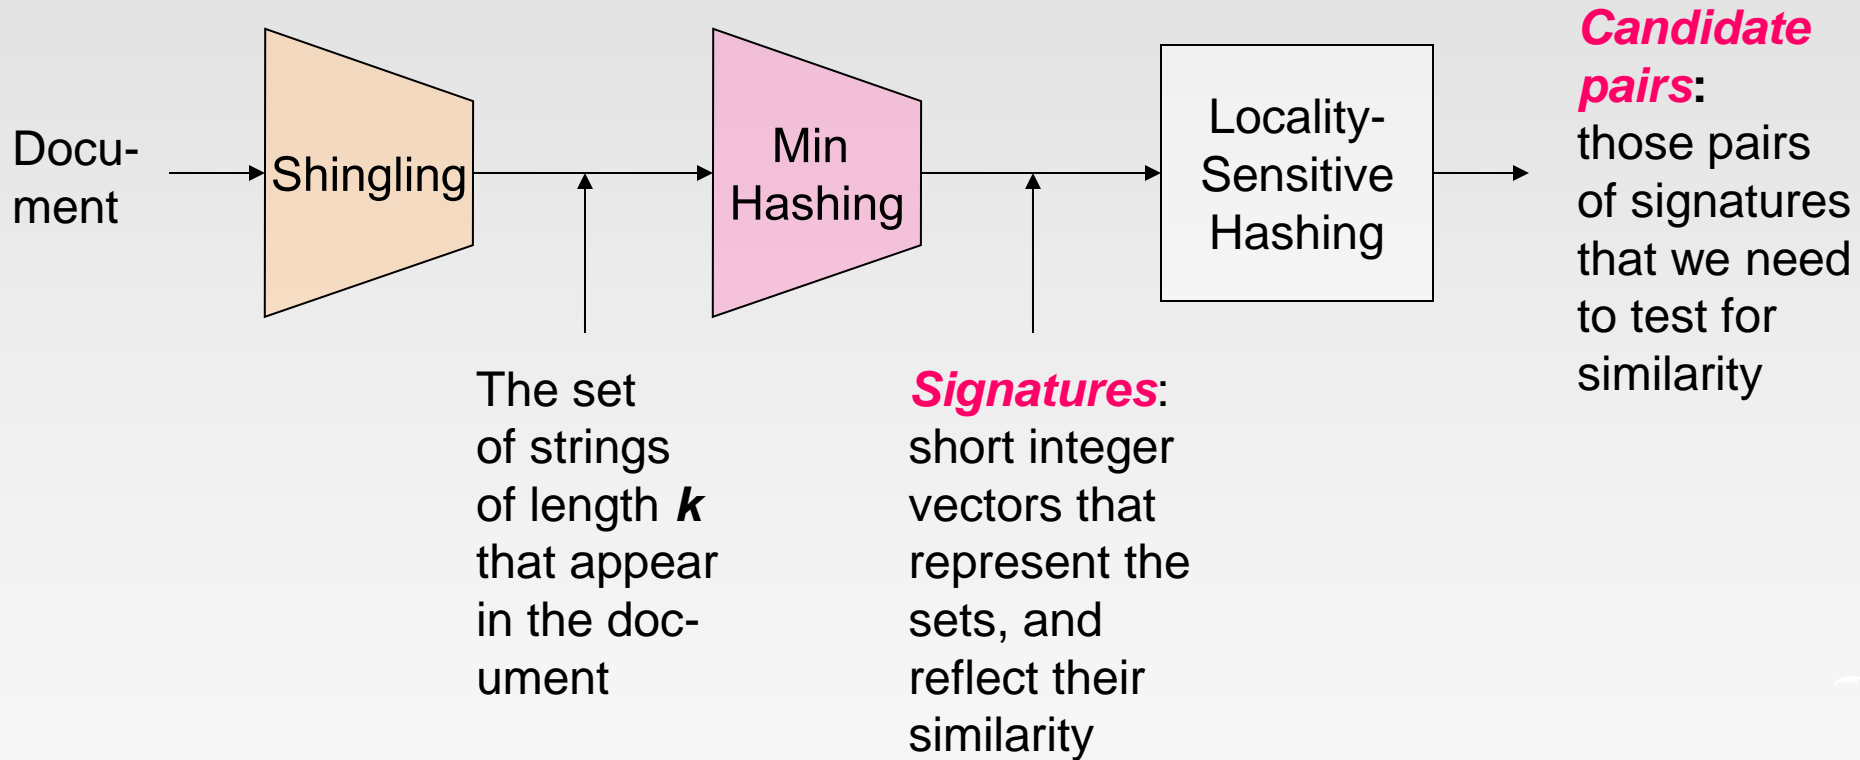 Docu-
ment
Shingling
The set
of strings
of length k
that appear
in the doc-
ument
Min
Hashing
Signatures:
short integer
vectors that
represent the
sets, and
reflect their
similarity
Locality-
Sensitive
Hashing
Candidate
pairs:
those pairs
of signatures
that we need
to test for
similarity